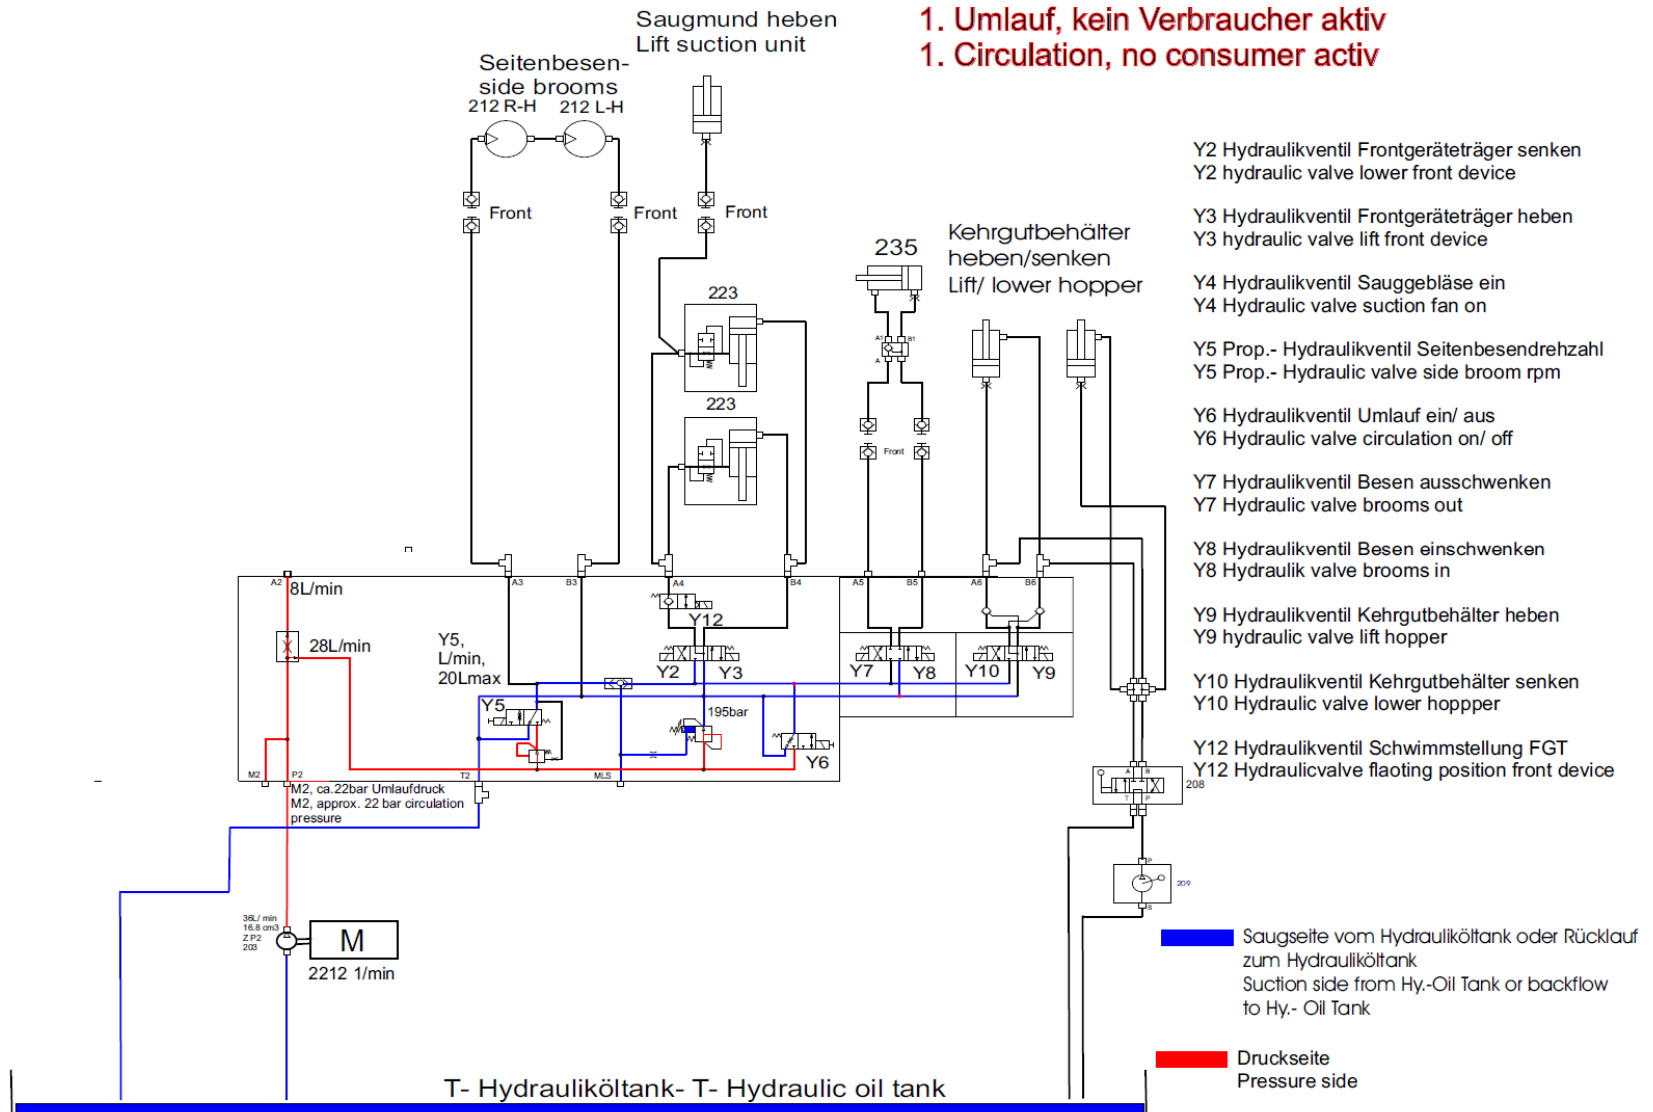 1. Umlauf, kein Verbraucher aktiv
1. Circulation, no consumer activ
Saugmund heben
Lift suction unit
Seitenbesen-
side brooms
212 R-H
212 L-H
Front
Front
Front
223
223
235
Kehrgutbehälter
heben/senken
Lift/ lower hopper
A1
B1
A
Front
Y2 Hydraulikventil Frontgeräteträger senken
Y2 hydraulic valve lower front device
Y3 Hydraulikventil Frontgeräteträger heben
Y3 hydraulic valve lift front device
Y4 Hydraulikventil Sauggebläse ein
Y4 Hydraulic valve suction fan on
Y5 Prop.- Hydraulikventil Seitenbesendrehzahl
Y5 Prop.- Hydraulic valve side broom rpm
Y6 Hydraulikventil Umlauf ein/ aus
Y6 Hydraulic valve circulation on/ off
Y7 Hydraulikventil Besen ausschwenken
Y7 Hydraulic valve brooms out
Y8 Hydraulikventil Besen einschwenken
Y8 Hydraulik valve brooms in
Y9 Hydraulikventil Kehrgutbehälter heben
Y9 hydraulic valve lift hopper
Y10 Hydraulikventil Kehrgutbehälter senken
Y10 Hydraulic valve lower hoppper
Y12 Hydraulikventil Schwimmstellung FGT
Y12 Hydraulicvalve flaoting position front device
A2
A3
B3
A4
B4
A5
B5
A6
B6
8L/min
28L/min
Y5,
L/min,
20Lmax
Y12
Y2
Y3
Y7
Y8
Y10
Y9
Y5
195bar
Y6
M2
P2
T2
MLS
M2, ca.22bar Umlaufdruck
M2, approx. 22 bar circulation
pressure
A
B
T
P
208
P
209
B
36L/ min
16.8 cm3
Z P2
203
M
2212 1/min
Saugseite vom Hydrauliköltank oder Rücklauf
zum Hydrauliköltank
Suction side from Hy.-Oil Tank or backflow
to Hy.- Oil Tank
Druckseite
Pressure side
T- Hydrauliköltank- T- Hydraulic oil tank